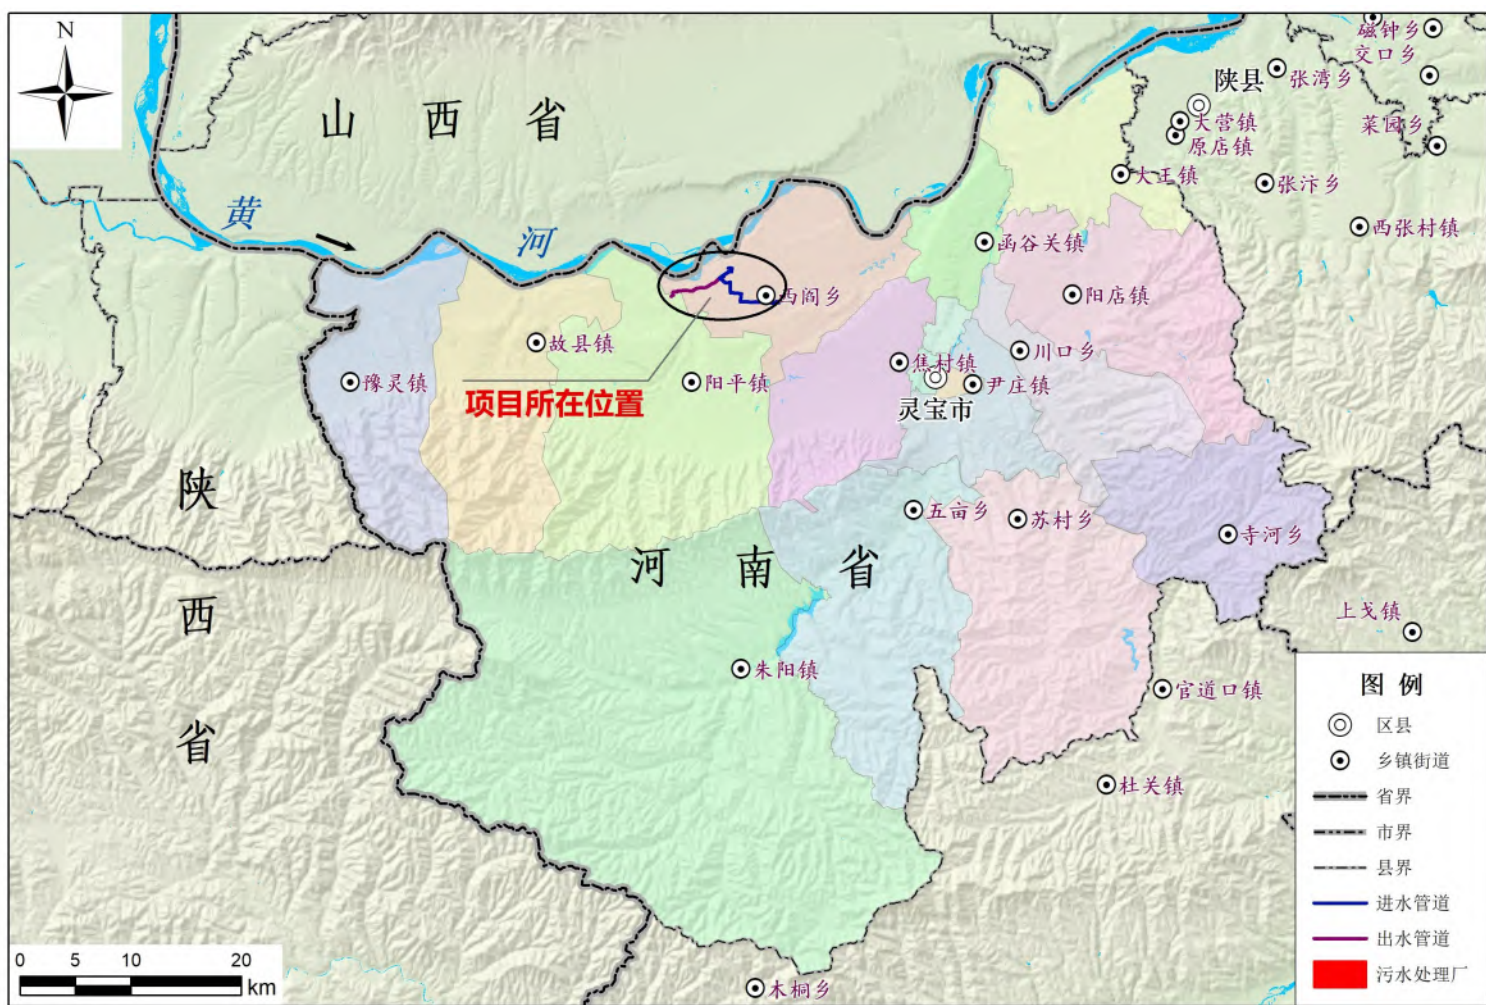 N
山西省
黄河
陕县
磁钟乡
交口乡
张湾乡
大营镇
原店镇
菜园乡
大王镇
张汴乡
西张村镇
函谷关镇
西阎乡
阳店镇
故县镇
川口乡
焦村镇
豫灵镇
阳平镇
尹庄镇
项目所在位置
灵宝市
陕西省
五亩乡
苏村乡
寺河乡
河南省
上戈镇
朱阳镇
官道口镇
杜关镇
木桐乡
图例
区县
乡镇街道
省界
市界
县界
进水管道
出水管道
污水处理厂
0 5 10 20
km